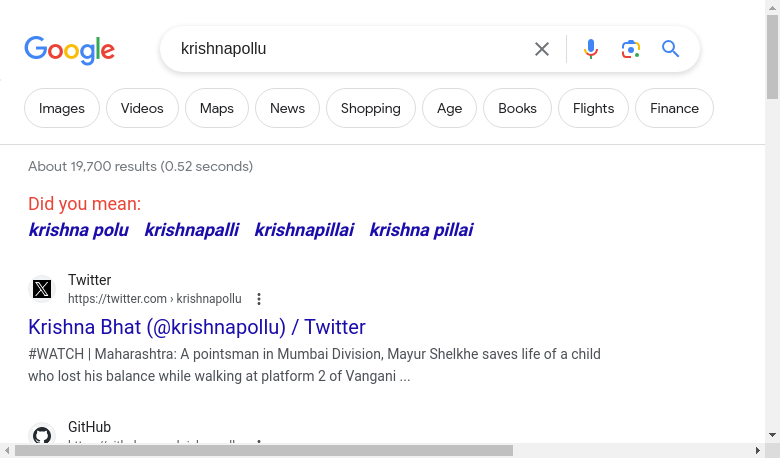 Google
krishnapollu
Images Videos Maps News Shopping Age Books Flights Finance
About 19,700 results (0.52 seconds)
Did you mean:
krishna polu krishnapalli krishnapillai krishna pillai
Twitter
https://twitter.com › krishnapollu
Krishna Bhat (@krishnapollu) / Twitter
#WATCH | Maharashtra: A pointsman in Mumbai Division, Mayur Shelkhe saves life of a child
who lost his balance while walking at platform 2 of Vangani ...
GitHub